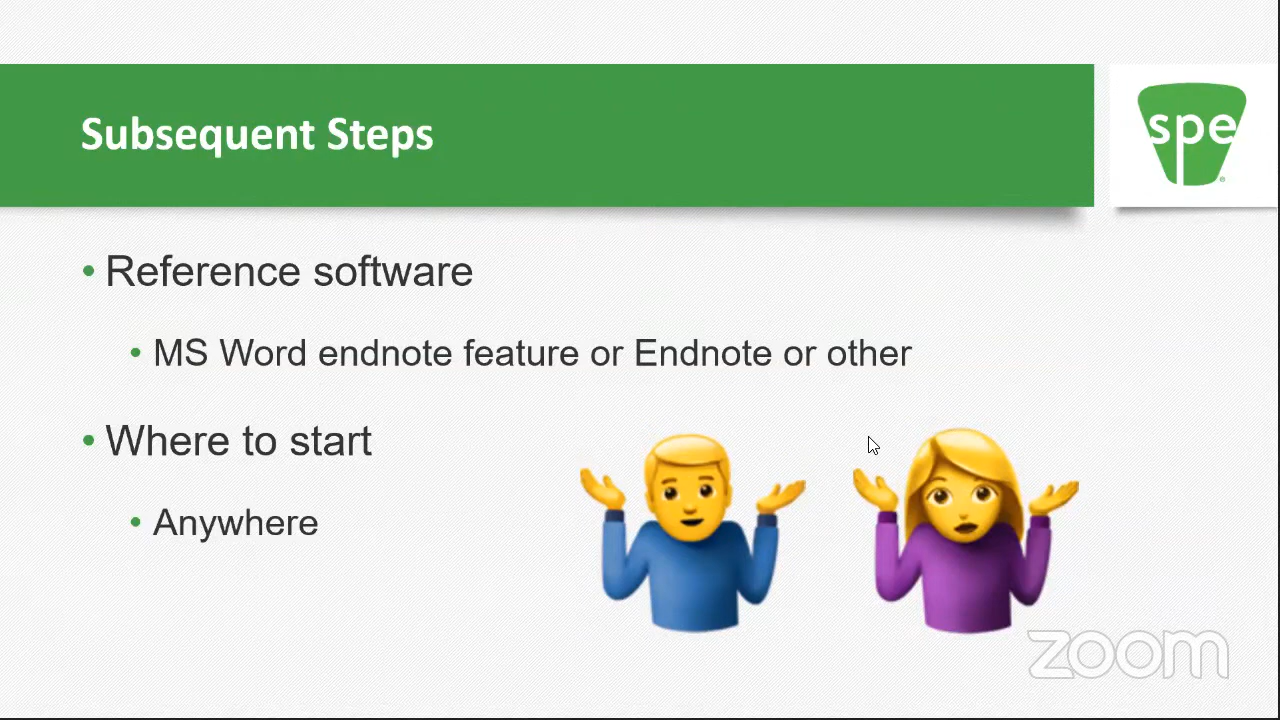 Subsequent Steps
spe
• Reference software
• MS Word endnote feature or Endnote or other
• Where to start
• Anywhere
zoom